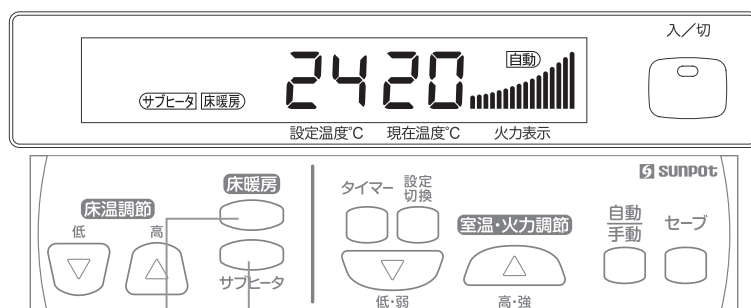 入／切
自動
サブヒータ 床暖房
24 20
設定温度℃ 現在温度℃ 火力表示
sunpot
床暖房
床温調節
低 高
サブヒータ
タイマー 設定切換
室温・火力調節
低・弱 高・強
自動
手動
セーブ